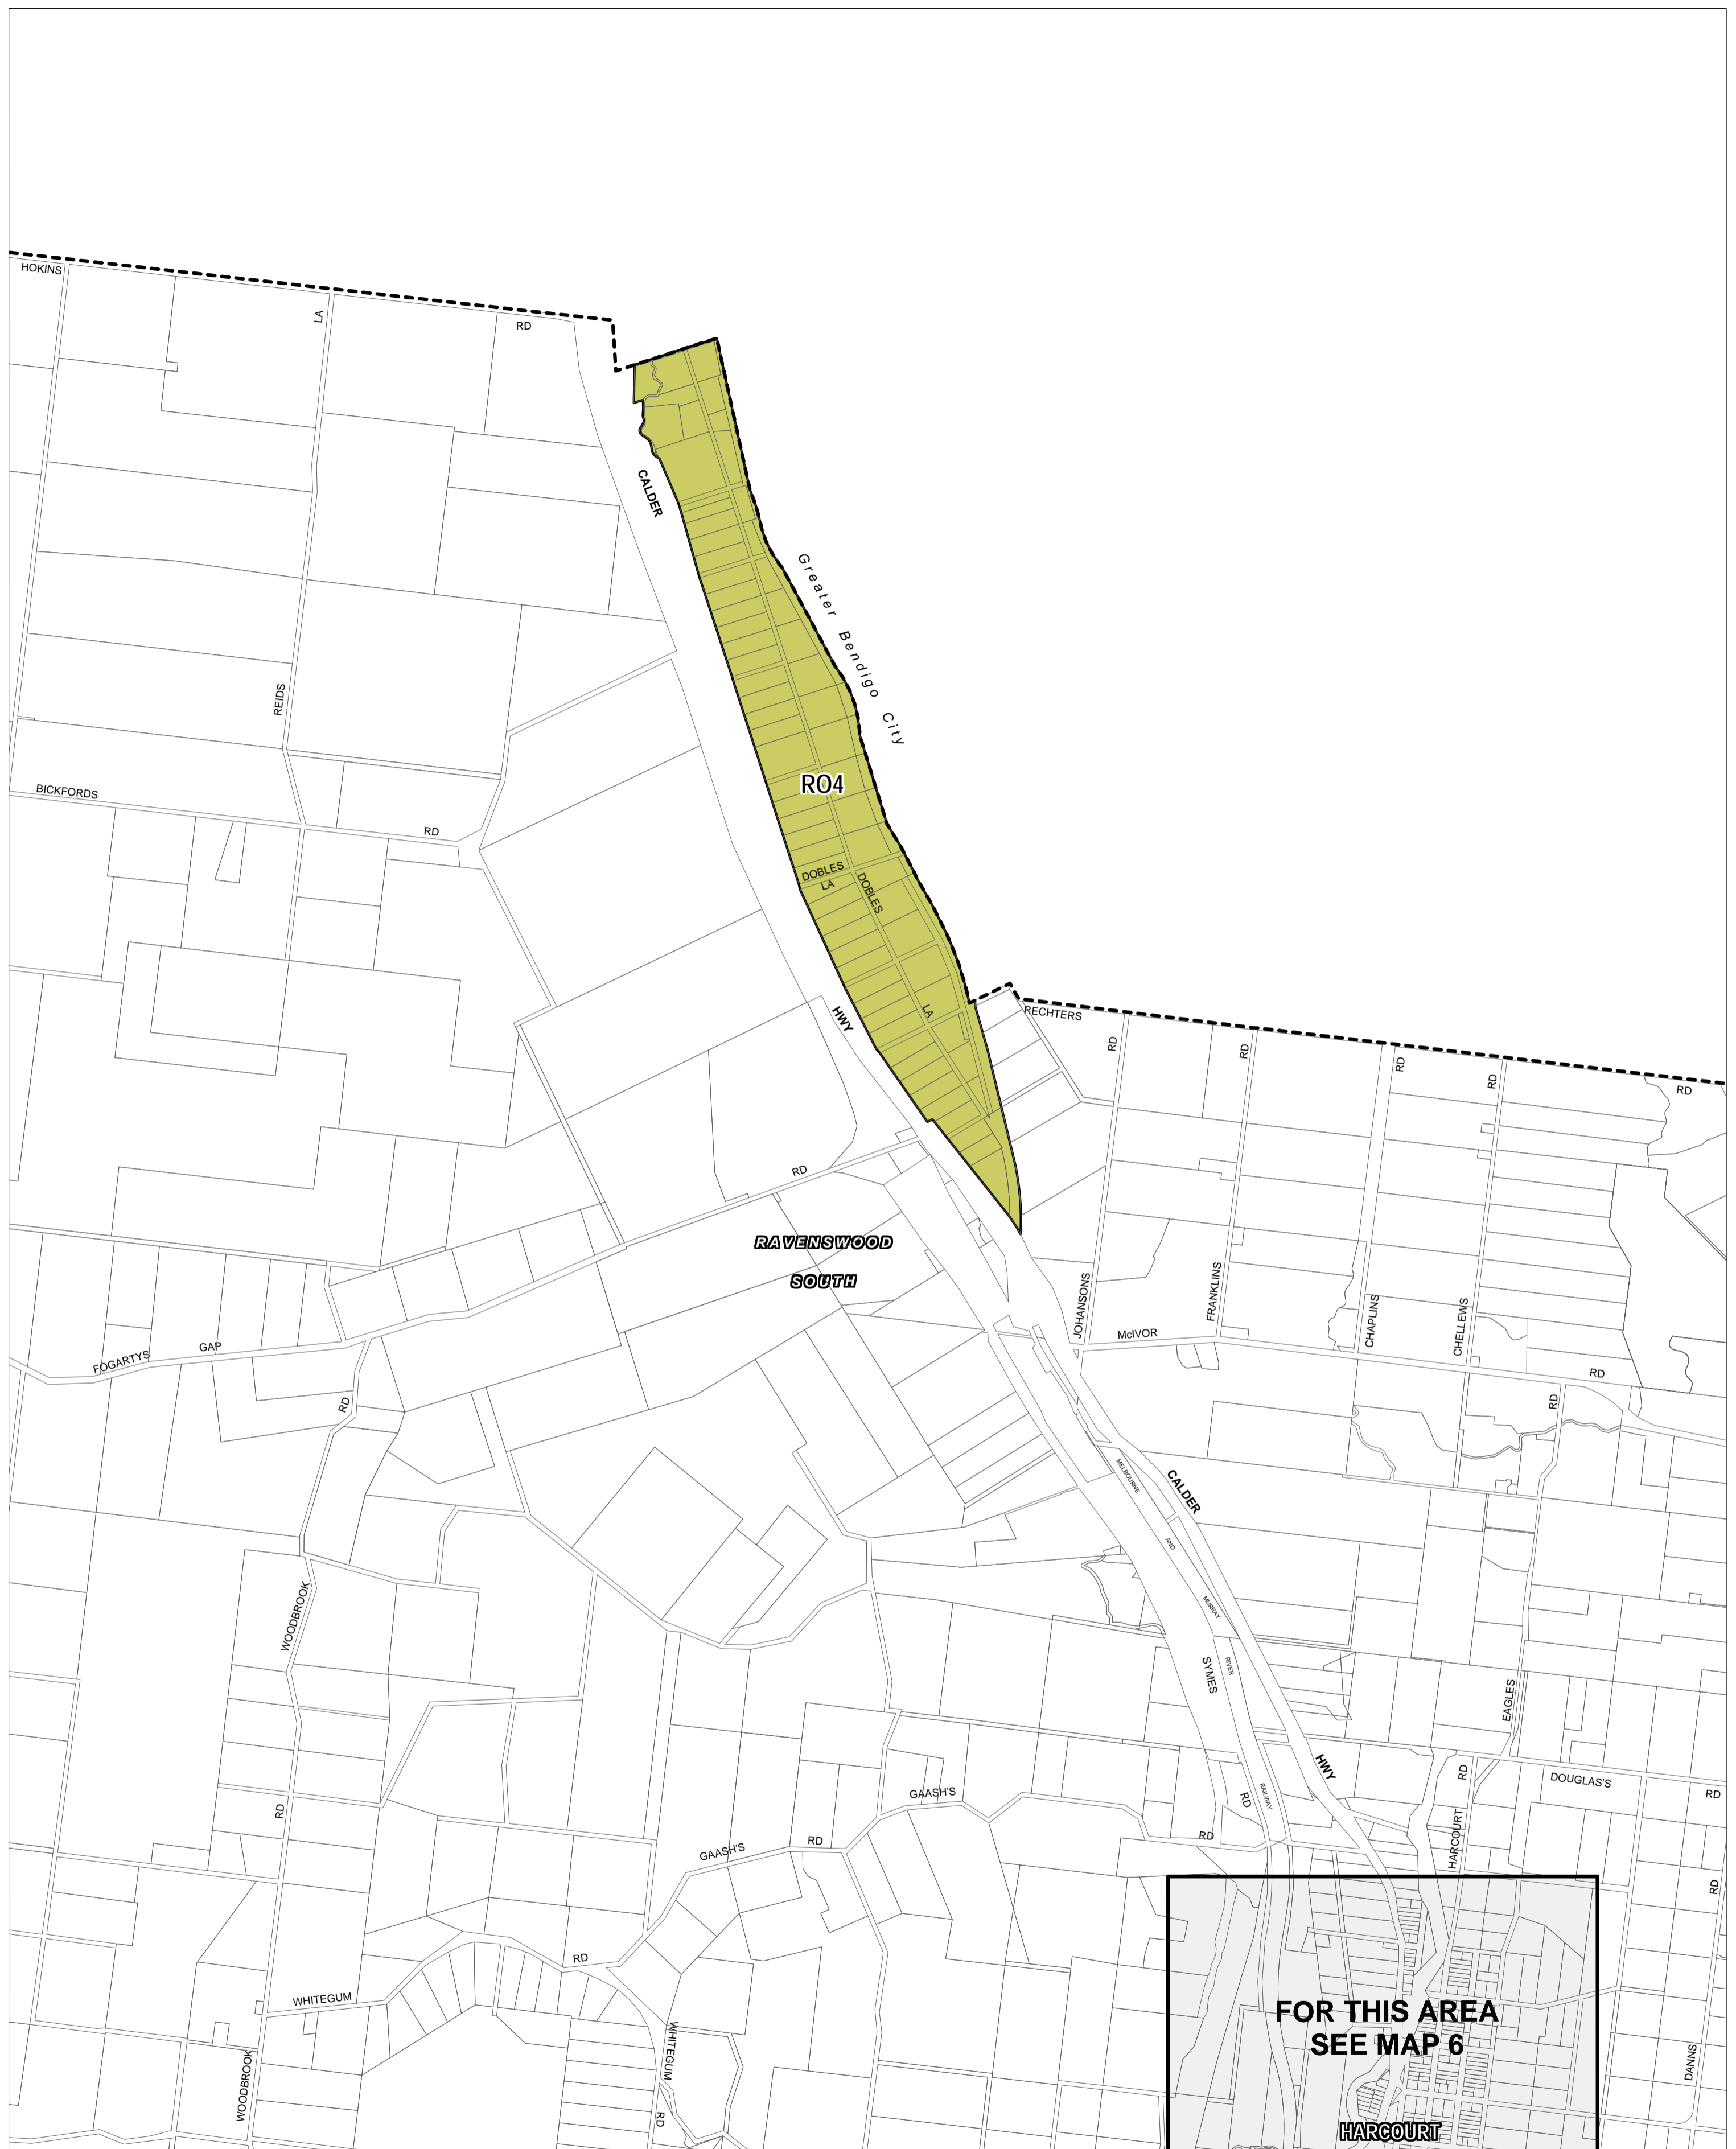 HOKINS
LA
RD
CALDER
Greater Bendigo City
REIDS
RO4
BICKFORDS
RD
DOBLES
LA
DOBLES
LA
HWY
RECHTERS
RD
RD
RD
RD
RD
RD
RAVENSWOOD
SOUTH
JOHANSONS
FRANKLINS
CHAPLINS
CHELLEWS
McIVOR
RD
FOGARTYS
GAP
RD
RD
CALDER
MELBOURNE
AND
MURRAY
RIVER
RAILWAY
WOODBROOK
SYMES
RD
EAGLES
HWY
RD
DOUGLAS'S
RD
GAASH'S
RD
HARCOURT
GAASH'S
RD
RD
RD
RD
WHITEGUM
WHITEGUM
RD
WOODBROOK
FOR THIS AREA
SEE MAP 6
DANNS
HARCOURT